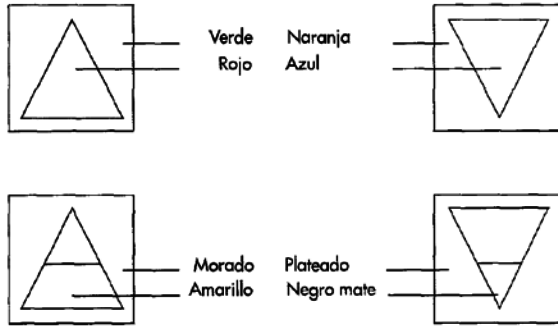 Verde Naranja
Rojo Azul
Morado Plateado
Amarillo Negro mate